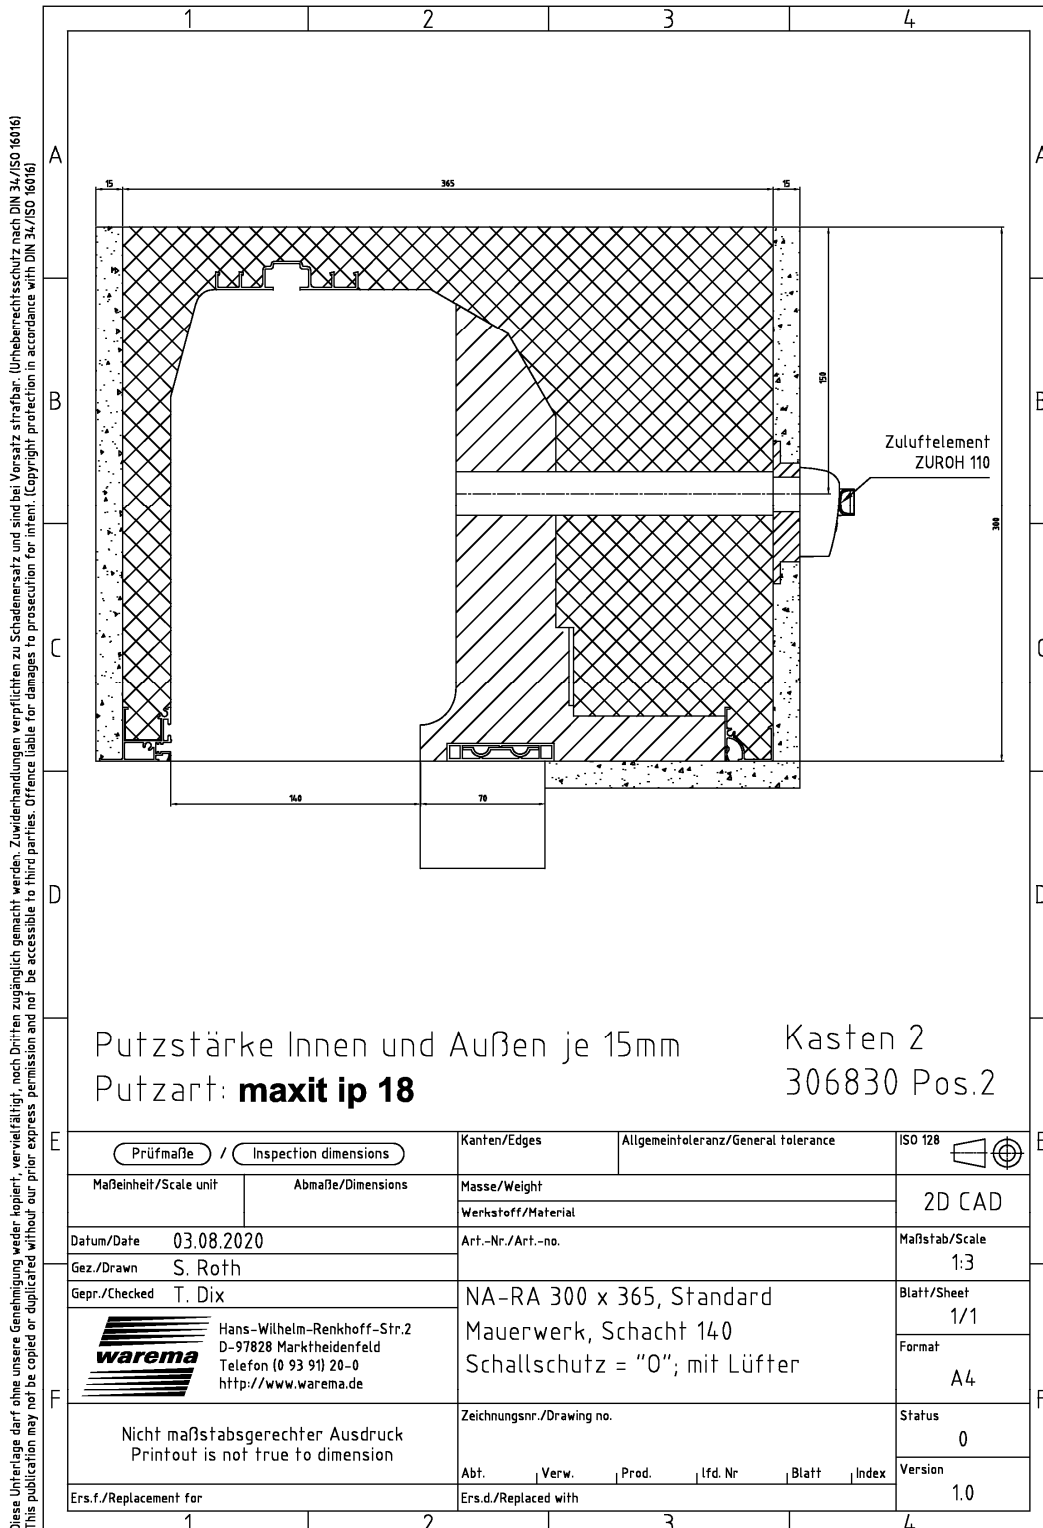 1 2 3 4
Diese Unterlage darf ohne unsere Genehmigung weder kopiert, vervielfältigt, noch Dritten zugänglich gemacht werden. Zuwiderhandlungen verpflichten zu Schadenersatz und sind bei Vorsatz strafbar. (Urheberrechtsschutz nach DIN 34/ISO 16016)
This publication may not be copied or duplicated without our prior express permission and not be accessible to third parties. Offence liable for damages to prosecution for intent. (Copyright protection in accordance with DIN 34/ISO 16016)
A A
15 365 15
B B
150
Zuluftelement
ZUROH 110
300
C C
140 70
D D
Putzstärke Innen und Außen je 15mm
Putzart: maxit ip 18
Kasten 2
306830 Pos.2
E E
Prüfmaße / Inspection dimensions
Kanten/Edges
Allgemeintoleranz/General tolerance
ISO 128
Maßeinheit/Scale unit
Abmaße/Dimensions
Masse/Weight
Werkstoff/Material
2D CAD
Datum/Date 03.08.2020
Art.-Nr./Art.-no.
Maßstab/Scale
1:3
Gez./Drawn S. Roth
Gepr./Checked T. Dix
NA-RA 300 x 365, Standard
Mauerwerk, Schacht 140
Schallschutz = "0"; mit Lüfter
Blatt/Sheet
1/1
Format
A4
warema
Hans-Wilhelm-Renkhoff-Str.2
D-97828 Marktheidenfeld
Telefon (0 93 91) 20-0
http://www.warema.de
F F
Nicht maßstabsgerechter Ausdruck
Printout is not true to dimension
Zeichnungsnr./Drawing no.
Status
0
Abt. Verw. Prod. lfd. Nr Blatt Index
Version
1.0
Ers.f./Replacement for
Ers.d./Replaced with
1 2 3 4